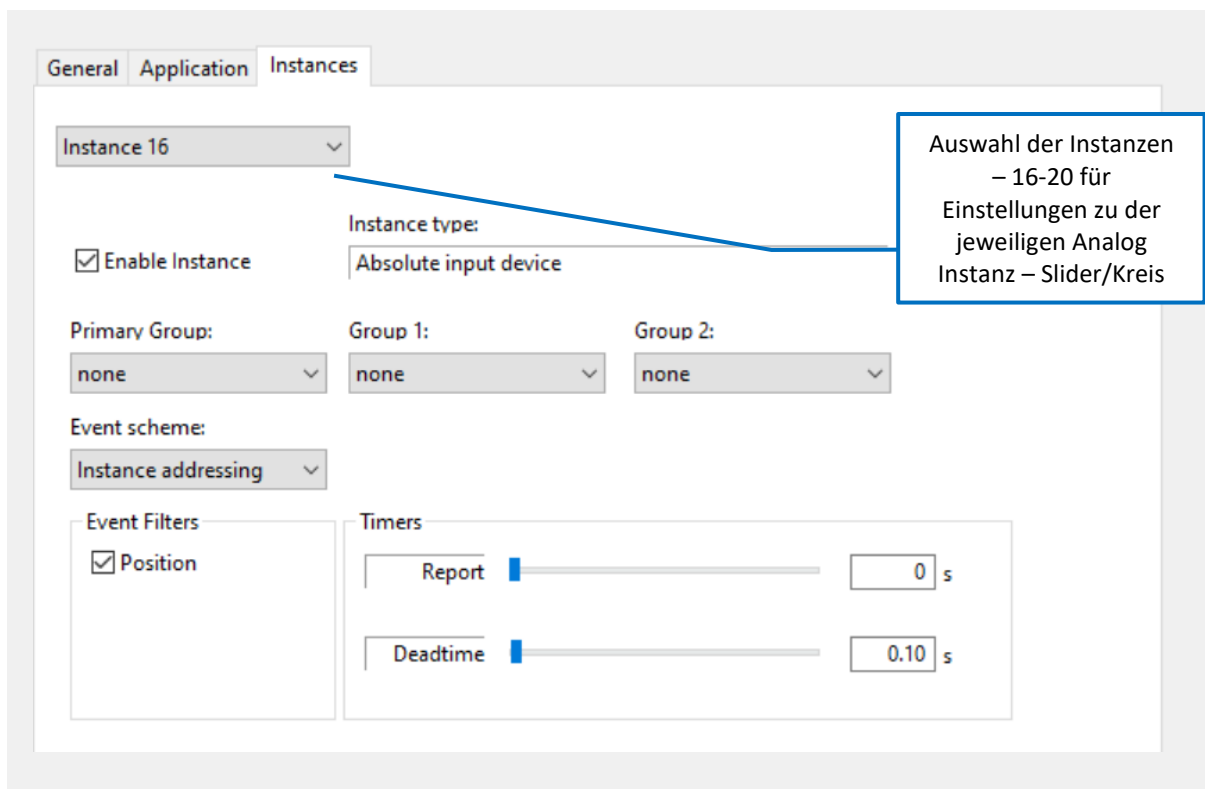 General Application Instances
Instance 16
Auswahl der Instanzen
– 16-20 für
Einstellungen zu der
jeweiligen Analog
Instanz – Slider/Kreis
Instance type:
Enable Instance
Absolute input device
Primary Group: Group 1: Group 2:
none none none
Event scheme:
Instance addressing
Event Filters
Position
Timers
Report 0 s
Deadtime 0.10 s